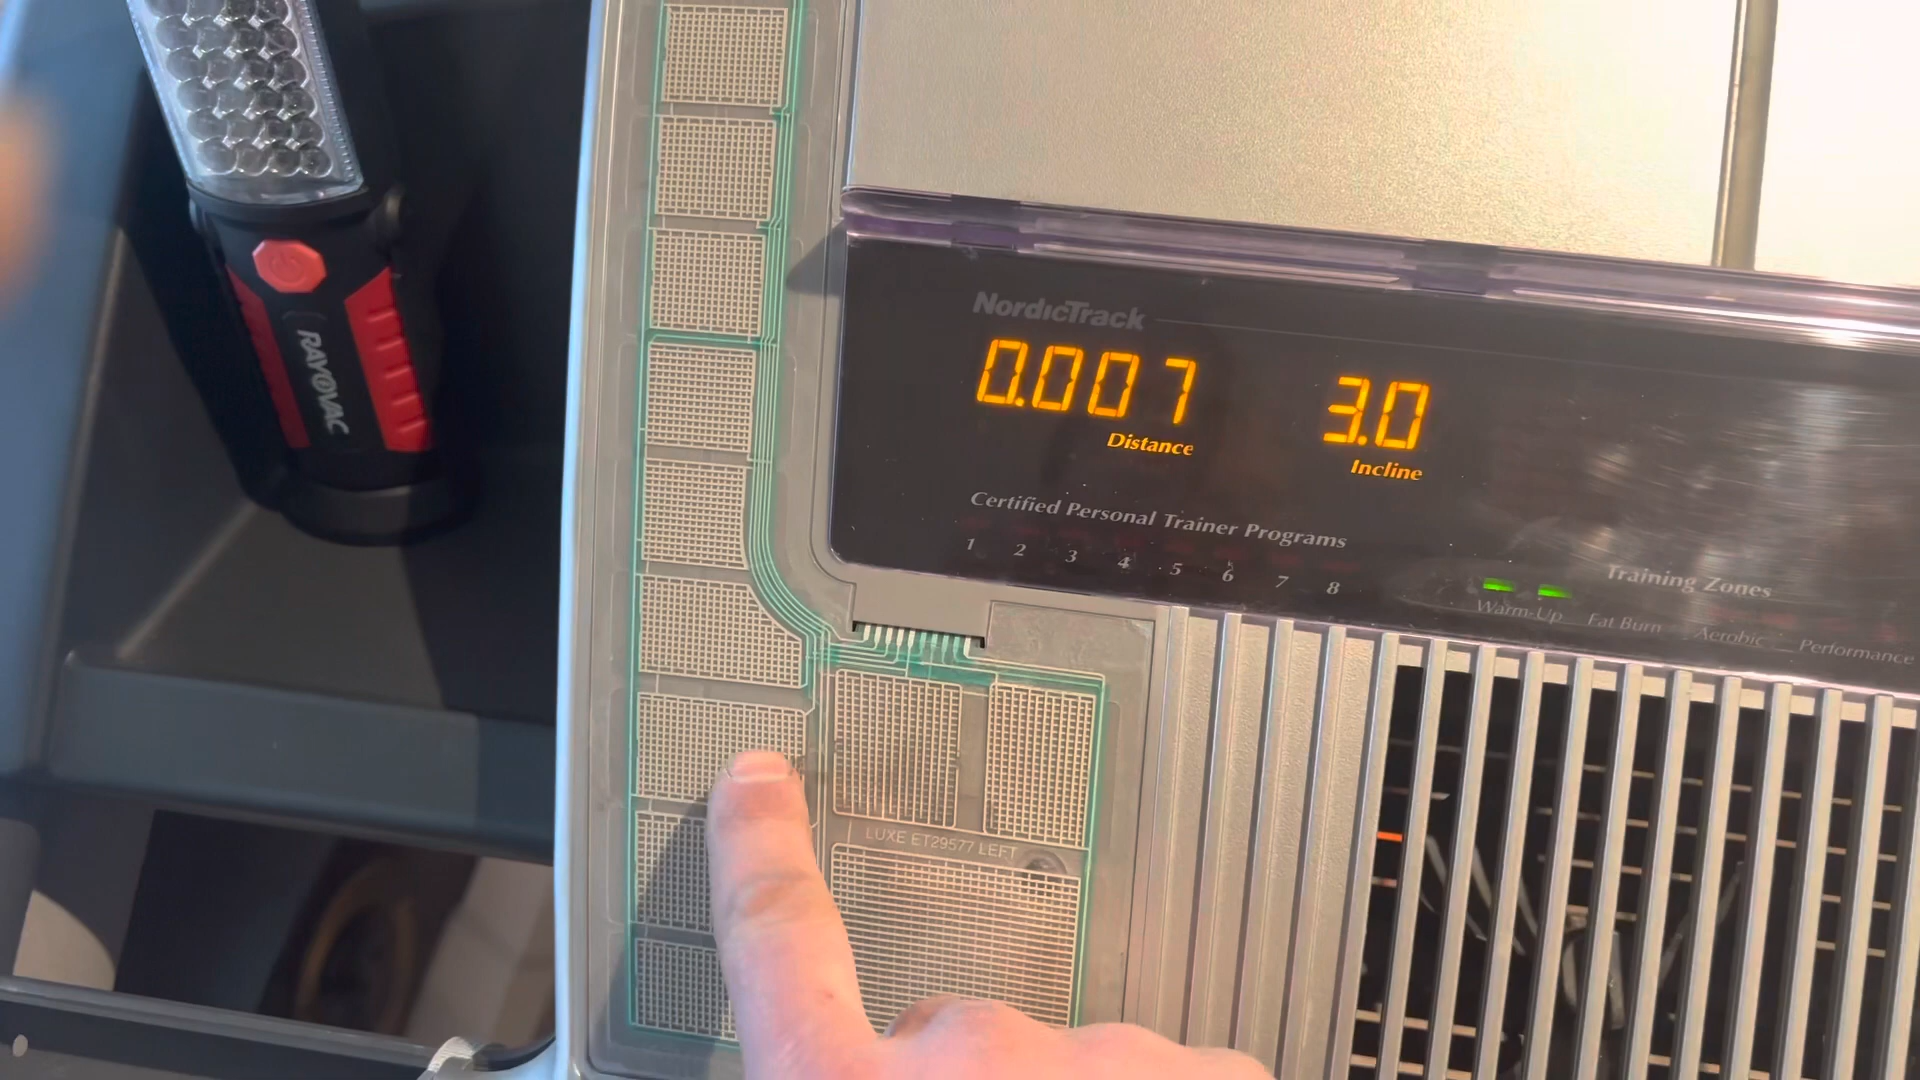 RAYOVAC
NordicTrack
0.007 3.0
Distance
Incline
Certified Personal Trainer Programs
1 2 3 4 5 6 7 8
Training Zones
Warm-Up Fat Burn Aerobic Performance
LUXE ET29577 LEFT